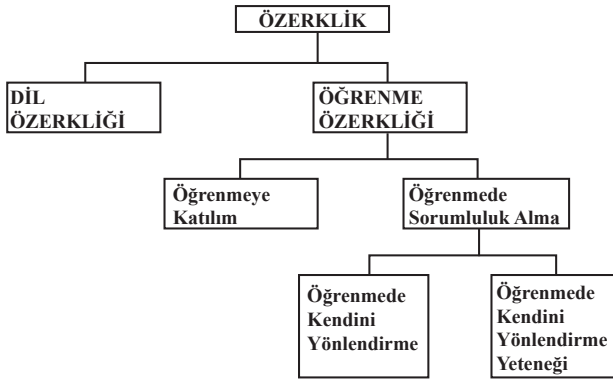 ÖZERKLİK
DİL
ÖZERKLİĞİ
ÖĞRENME
ÖZERKLİĞİ
Öğrenmeye
Katılım
Öğrenmede
Sorumluluk Alma
Öğrenmede
Kendini
Yönlendirme
Öğrenmede
Kendini
Yönlendirme
Yeteneği